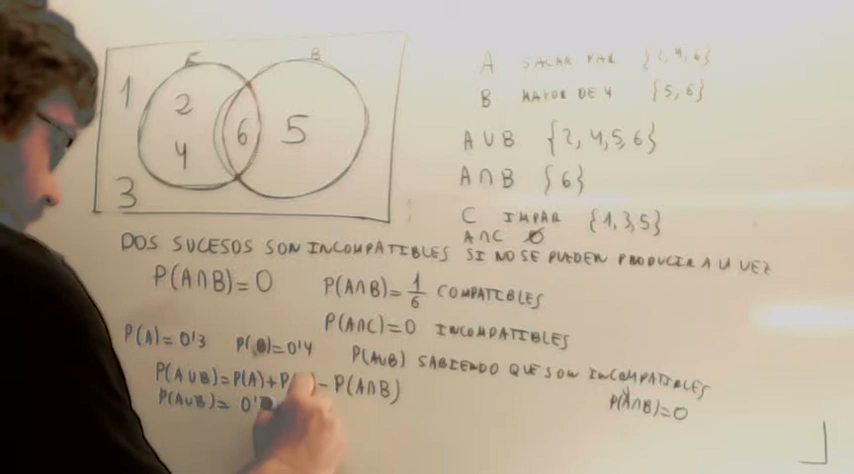 B
1
2
4
6
5
3
A SACAR PAR {2,4,6}
B MAYOR DE 4 {5,6}
A∪B {2,4,5,6}
A∩B {6}
C IMPAR {1,3,5}
A∩C Ø
DOS SUCESOS SON INCOMPATIBLES SI NO SE PUEDEN PRODUCIR A LA VEZ
P(A∩B)=0
P(A∩B)=1/6 COMPATIBLES
P(A∩C)=0 INCOMPATIBLES
P(A)=0'3 P(B)=0'4
P(A∪B) SABIENDO QUE SON INCOMPATIBLES
P(A∩B)=0
P(A∪B)=P(A)+P( )-P(A∩B)
P(A∪B)= 0'